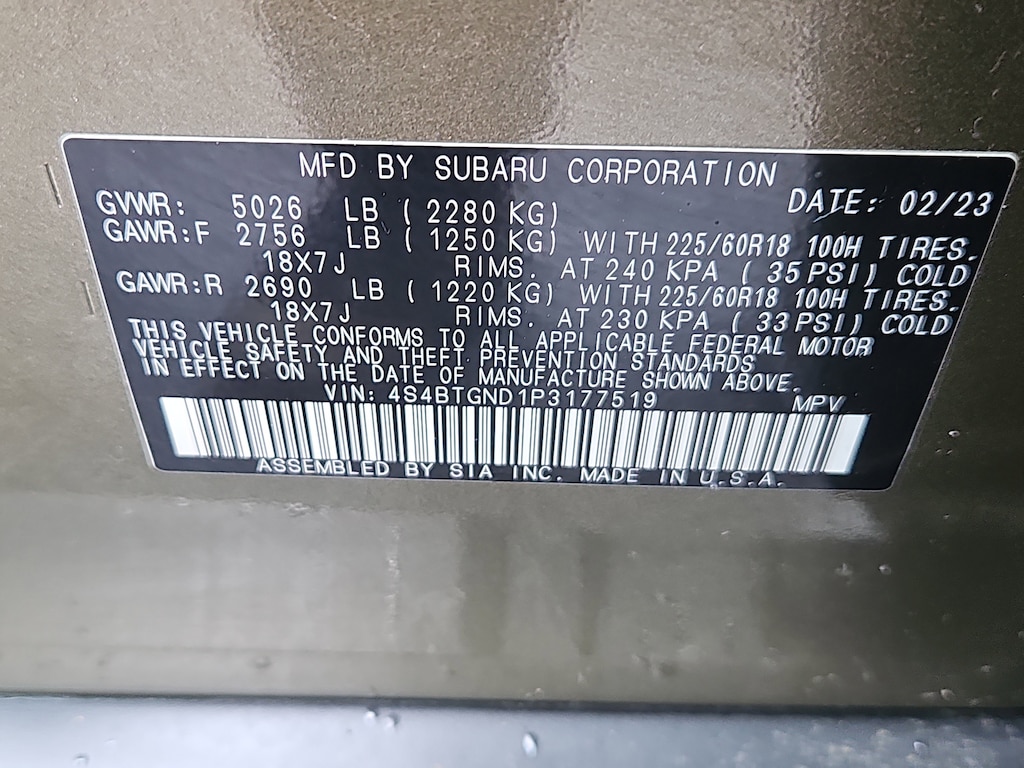 MFD BY SUBARU CORPORATION
GVWR: 5026 LB ( 2280 KG) DATE: 02/23
GAWR:F 2756 LB ( 1250 KG) WITH 225/60R18 100H TIRES.
18X7J RIMS. AT 240 KPA ( 35 PSI) COLD
GAWR:R 2690 LB ( 1220 KG) WITH 225/60R18 100H TIRES.
18X7J RIMS. AT 230 KPA ( 33 PSI) COLD
THIS VEHICLE CONFORMS TO ALL APPLICABLE FEDERAL MOTOR
VEHICLE SAFETY AND THEFT PREVENTION STANDARDS
IN EFFECT ON THE DATE OF MANUFACTURE SHOWN ABOVE.
VIN: 4S4BTGND1P3177519 MPV
ASSEMBLED BY SIA INC. MADE IN U.S.A.